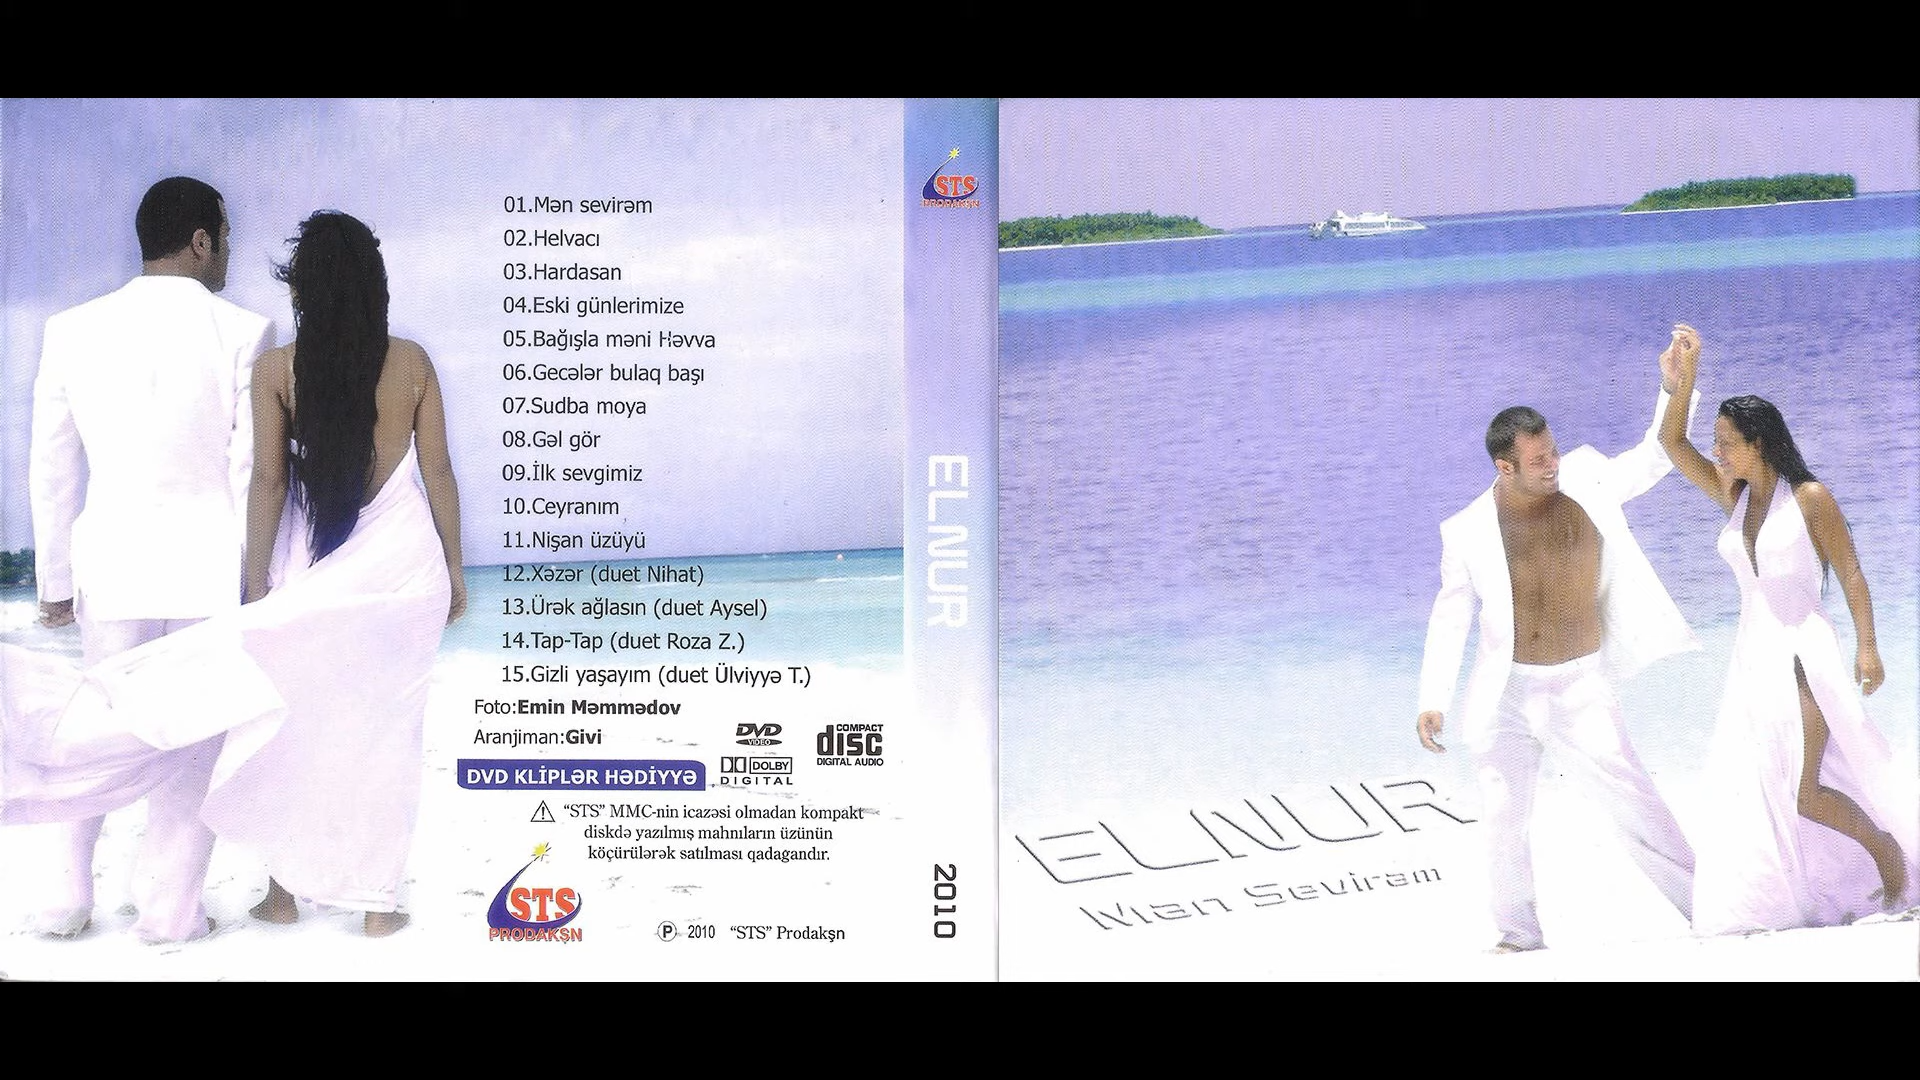 01.Mən sevirəm
02.Helvacı
03.Hardasan
04.Eski günlerimize
05.Bağışla məni Həvva
06.Gecələr bulaq başı
07.Sudba moya
08.Gəl gör
09.İlk sevgimiz
10.Ceyranım
11.Nişan üzüyü
12.Xəzər (duet Nihat)
13.Ürək ağlasın (duet Aysel)
14.Tap-Tap (duet Roza Z.)
15.Gizli yaşayım (duet Ülviyyə T.)
Foto:Emin Məmmədov
Aranjiman:Givi
DVD VIDEO
COMPACT disc DIGITAL AUDIO
DOLBY
DIGITAL
DVD KLİPLƏR HƏDİYYƏ
“STS” MMC-nin icazəsi olmadan kompakt
diskdə yazılmış mahnıların üzünün
köçürülərək satılması qadağandır.
STS
PRODAKŞN
Ⓟ 2010 “STS” Prodakşn
STS
PRODAKŞN
ELNUR
2010
ELNUR
Mən Sevirəm